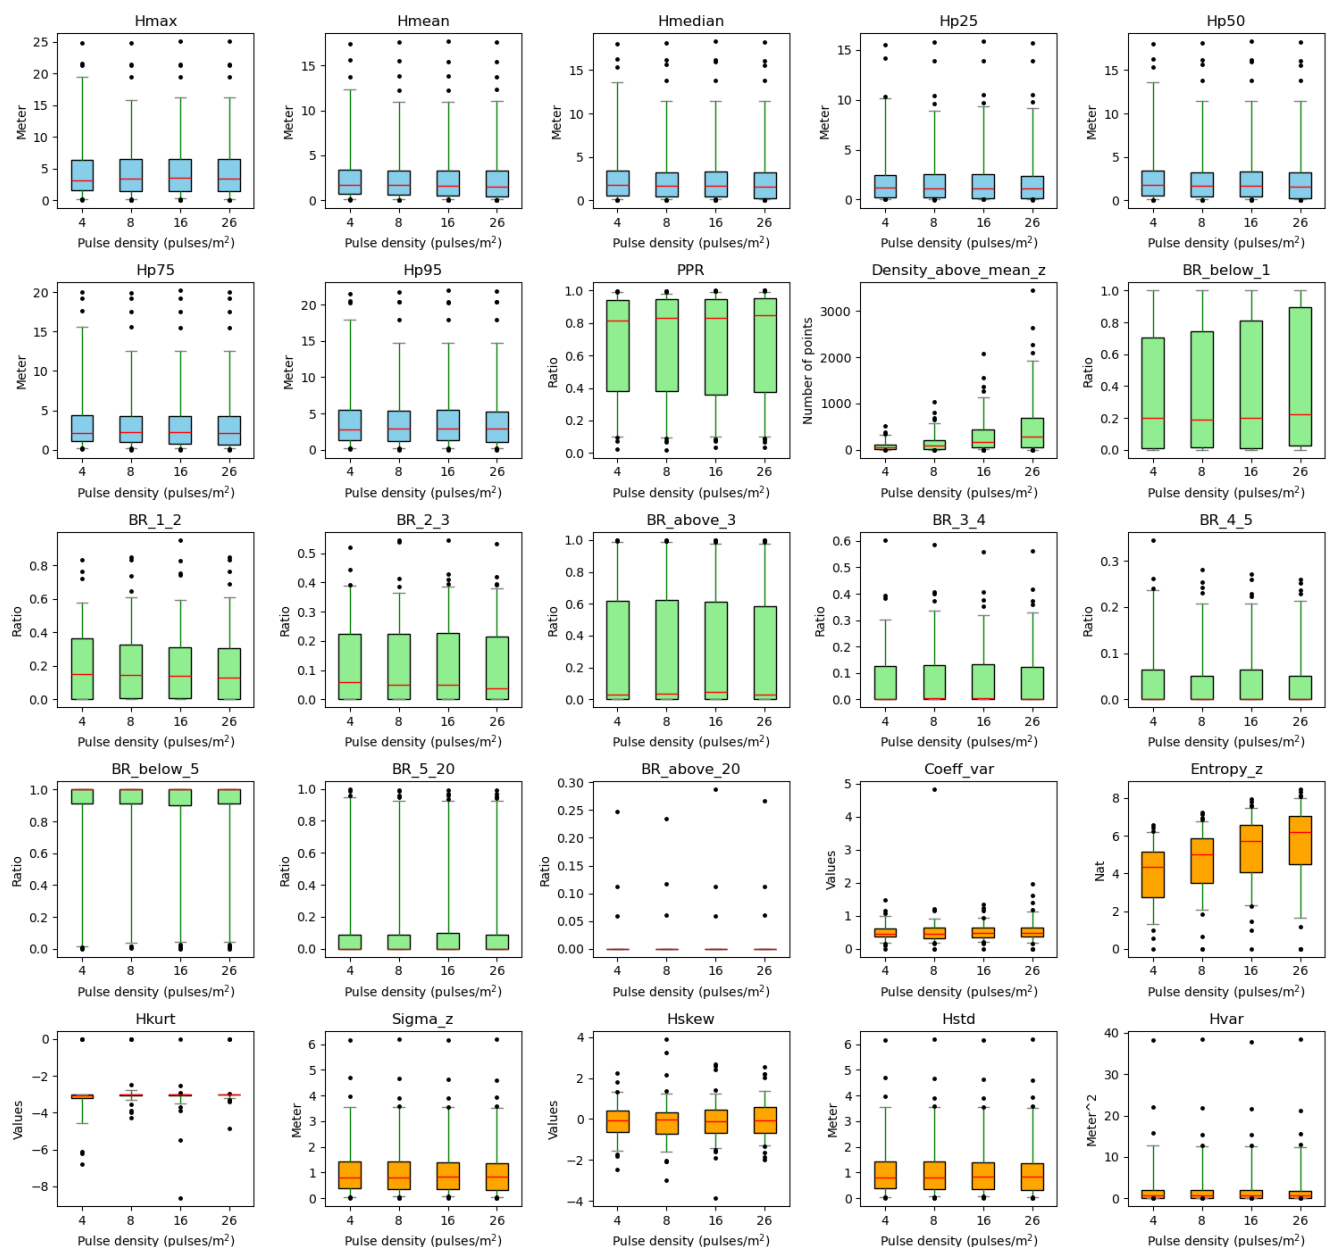 Hmax
Hmean
Hmedian
Hp25
Hp50
25
20
15
10
5
0
Meter
4 8 16 26
Pulse density (pulses/m²)
15
10
5
0
Meter
4 8 16 26
Pulse density (pulses/m²)
15
10
5
0
Meter
4 8 16 26
Pulse density (pulses/m²)
15
10
5
0
Meter
4 8 16 26
Pulse density (pulses/m²)
15
10
5
0
Meter
4 8 16 26
Pulse density (pulses/m²)
Hp75
Hp95
PPR
Density_above_mean_z
BR_below_1
20
15
10
5
0
Meter
4 8 16 26
Pulse density (pulses/m²)
20
15
10
5
0
Meter
4 8 16 26
Pulse density (pulses/m²)
1.0
0.8
0.6
0.4
0.2
0.0
Ratio
4 8 16 26
Pulse density (pulses/m²)
3000
2000
1000
0
Number of points
4 8 16 26
Pulse density (pulses/m²)
1.0
0.8
0.6
0.4
0.2
0.0
Ratio
4 8 16 26
Pulse density (pulses/m²)
BR_1_2
BR_2_3
BR_above_3
BR_3_4
BR_4_5
0.8
0.6
0.4
0.2
0.0
Ratio
4 8 16 26
Pulse density (pulses/m²)
0.5
0.4
0.3
0.2
0.1
0.0
Ratio
4 8 16 26
Pulse density (pulses/m²)
1.0
0.8
0.6
0.4
0.2
0.0
Ratio
4 8 16 26
Pulse density (pulses/m²)
0.6
0.5
0.4
0.3
0.2
0.1
0.0
Ratio
4 8 16 26
Pulse density (pulses/m²)
0.3
0.2
0.1
0.0
Ratio
4 8 16 26
Pulse density (pulses/m²)
BR_below_5
BR_5_20
BR_above_20
Coeff_var
Entropy_z
1.0
0.8
0.6
0.4
0.2
0.0
Ratio
4 8 16 26
Pulse density (pulses/m²)
1.0
0.8
0.6
0.4
0.2
0.0
Ratio
4 8 16 26
Pulse density (pulses/m²)
0.30
0.25
0.20
0.15
0.10
0.05
0.00
Ratio
4 8 16 26
Pulse density (pulses/m²)
5
4
3
2
1
0
Values
4 8 16 26
Pulse density (pulses/m²)
8
6
4
2
0
Nat
4 8 16 26
Pulse density (pulses/m²)
Hkurt
Sigma_z
Hskew
Hstd
Hvar
0
−2
−4
−6
−8
Values
4 8 16 26
Pulse density (pulses/m²)
6
5
4
3
2
1
0
Meter
4 8 16 26
Pulse density (pulses/m²)
4
2
0
−2
−4
Values
4 8 16 26
Pulse density (pulses/m²)
6
5
4
3
2
1
0
Meter
4 8 16 26
Pulse density (pulses/m²)
40
30
20
10
0
Meter^2
4 8 16 26
Pulse density (pulses/m²)